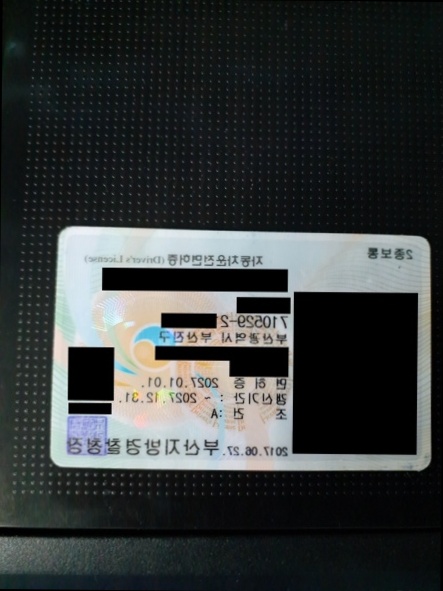 2종보통
자동차운전면허증 (Driver's License)
710529-2
부산광역시 부산진구
면 허 증 2027.01.01.
갱신기간 : ~ 2027.12.31.
조 건 :A
2017.06.27. 부산지방경찰청장